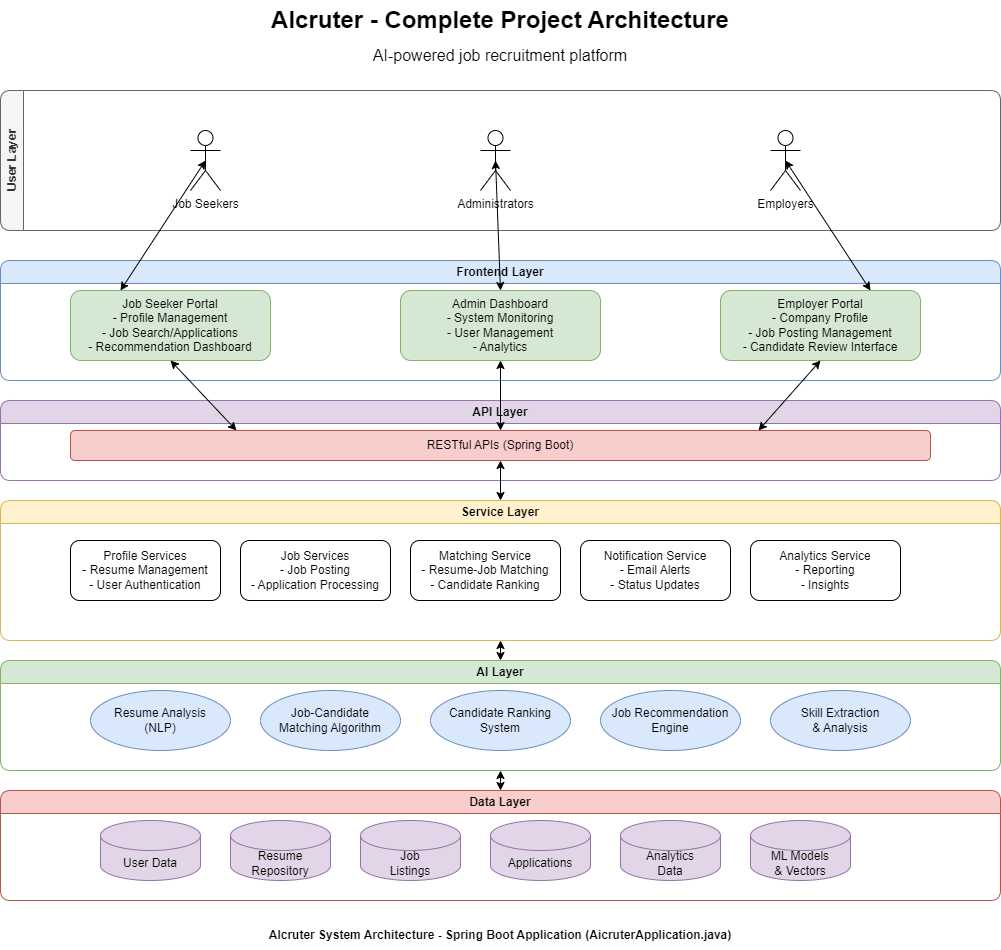 AIcruter - Complete Project Architecture
AI-powered job recruitment platform
User Layer
Job Seekers
Administrators
Employers
Frontend Layer
Job Seeker Portal
- Profile Management
- Job Search/Applications
- Recommendation Dashboard
Admin Dashboard
- System Monitoring
- User Management
- Analytics
Employer Portal
- Company Profile
- Job Posting Management
- Candidate Review Interface
API Layer
RESTful APIs (Spring Boot)
Service Layer
Profile Services
- Resume Management
- User Authentication
Job Services
- Job Posting
- Application Processing
Matching Service
- Resume-Job Matching
- Candidate Ranking
Notification Service
- Email Alerts
- Status Updates
Analytics Service
- Reporting
- Insights
AI Layer
Resume Analysis
(NLP)
Job-Candidate
Matching Algorithm
Candidate Ranking
System
Job Recommendation
Engine
Skill Extraction
& Analysis
Data Layer
User Data
Resume
Repository
Job
Listings
Applications
Analytics
Data
ML Models
& Vectors
AIcruter System Architecture - Spring Boot Application (AicruterApplication.java)